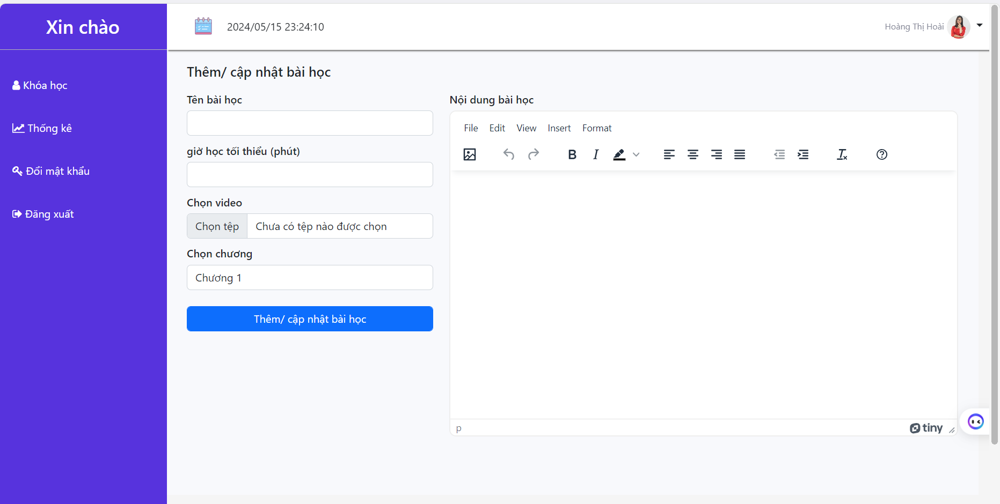 Xin chào
2024/05/15 23:24:10
Hoàng Thị Hoài
Khóa học
Thống kê
Đổi mật khẩu
Đăng xuất
Thêm/ cập nhật bài học
Tên bài học
giờ học tối thiểu (phút)
Chọn video
Chọn tệp Chưa có tệp nào được chọn
Chọn chương
Chương 1
Thêm/ cập nhật bài học
Nội dung bài học
File Edit View Insert Format
B I
p
tiny